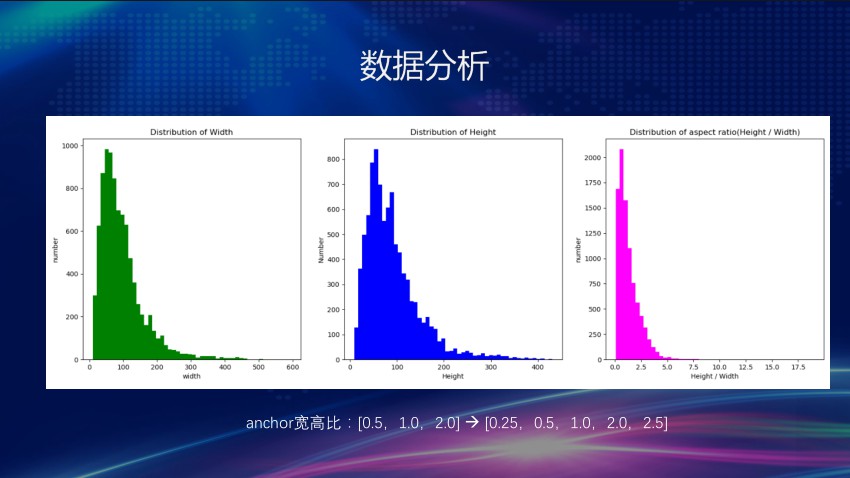 数据分析
Distribution of Width
number
1000
800
600
400
200
0
0 100 200 300 400 500 600
width
Distribution of Height
Number
800
700
600
500
400
300
200
100
0
0 100 200 300 400
Height
Distribution of aspect ratio(Height / Width)
number
2000
1750
1500
1250
1000
750
500
250
0
0.0 2.5 5.0 7.5 10.0 12.5 15.0 17.5
Height / Width
anchor宽高比：[0.5, 1.0, 2.0] → [0.25, 0.5, 1.0, 2.0, 2.5]